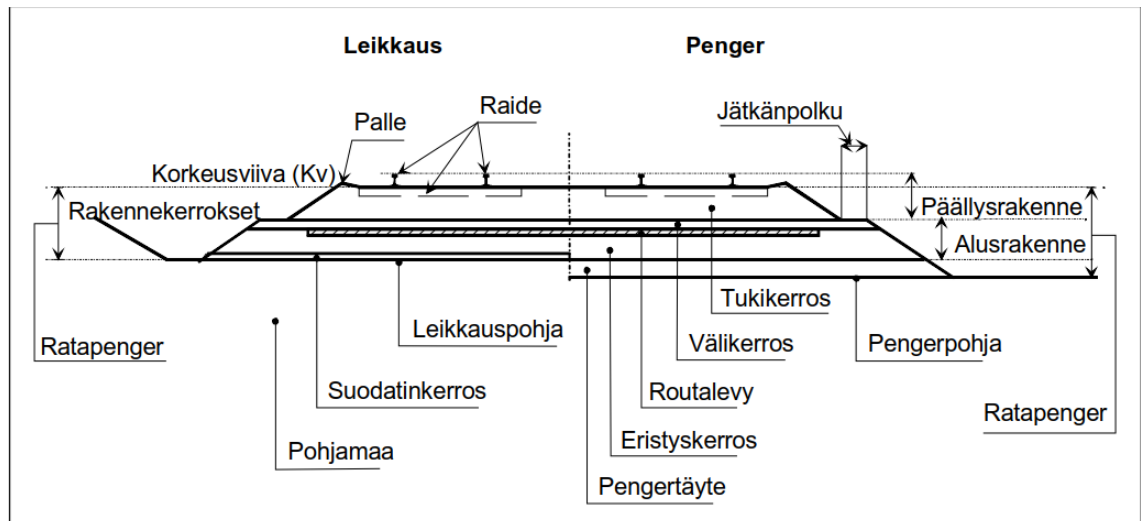 Leikkaus
Penger
Jätkänpolku
Raide
Palle
Korkeusviiva (Kv)
Rakennekerrokset
Päällysrakenne
Alusrakenne
Tukikerros
Leikkauspohja
Välikerros
Pengerpohja
Ratapenger
Suodatinkerros
Routalevy
Ratapenger
Eristyskerros
Pohjamaa
Pengertäyte